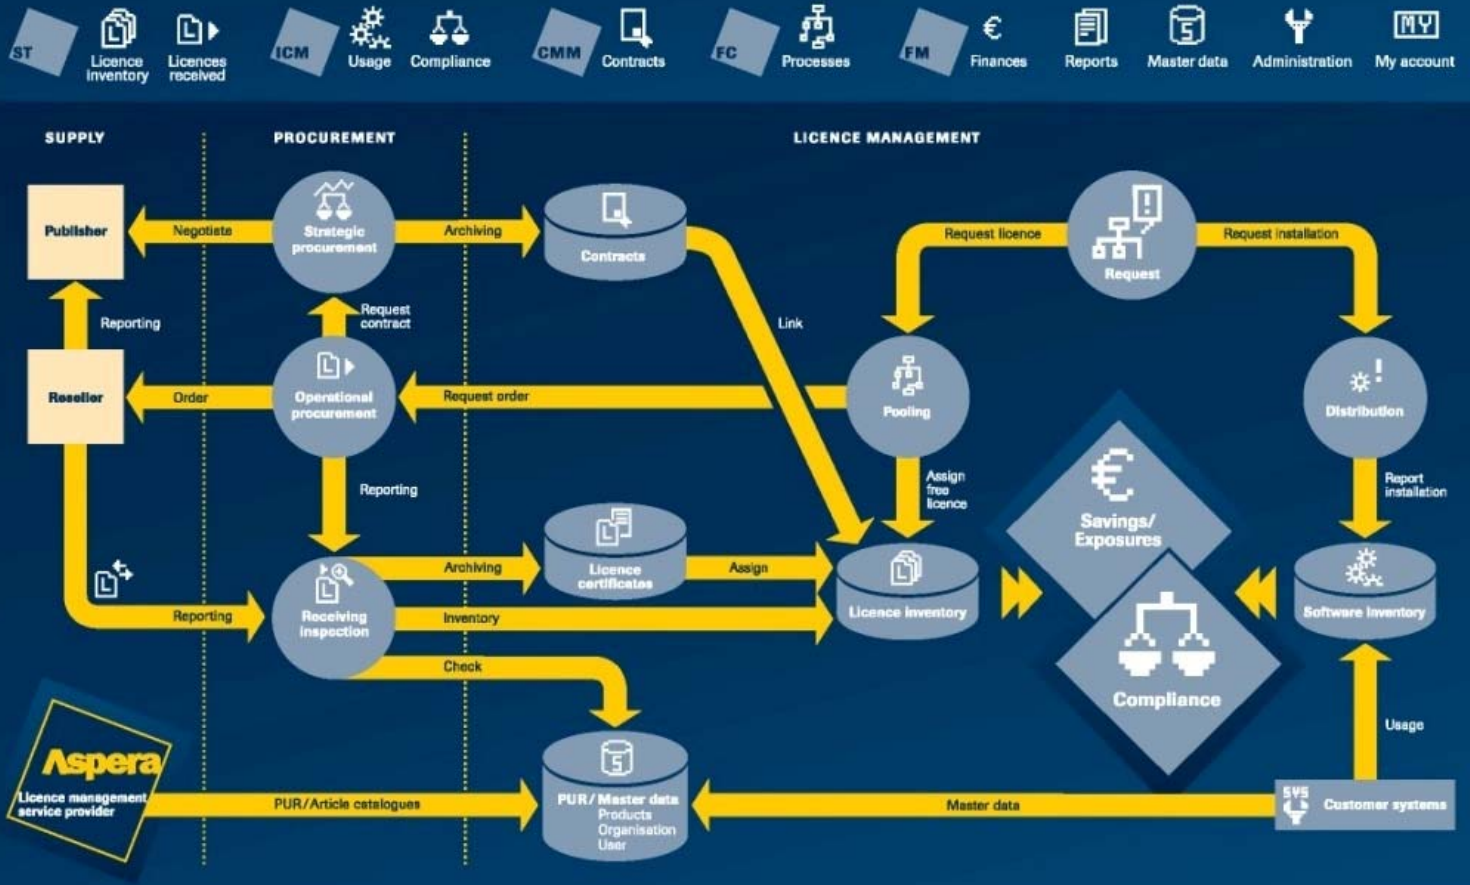 ST
Licence
inventory
Licences
received
ICM
Usage
Compliance
CMM
Contracts
FC
Processes
FM
€
Finances
Reports
S
Master data
Administration
MY
My account
SUPPLY
PROCUREMENT
LICENCE MANAGEMENT
Publisher
Negotiate
Strategic
procurement
Archiving
Contracts
Request licence
Request
Request installation
Reporting
Request
contract
Link
Reseller
Order
Operational
procurement
Request order
Pooling
Distribution
Reporting
Assign
free
licence
Report
installation
€
Savings/
Exposures
Archiving
Licence
certificates
Assign
Licence inventory
Software inventory
Reporting
Receiving
inspection
Inventory
Check
Compliance
Usage
Aspera
Licence management
service provider
PUR/Article catalogues
S
PUR/Master data
Products
Organisation
User
Master data
SYS
Customer systems